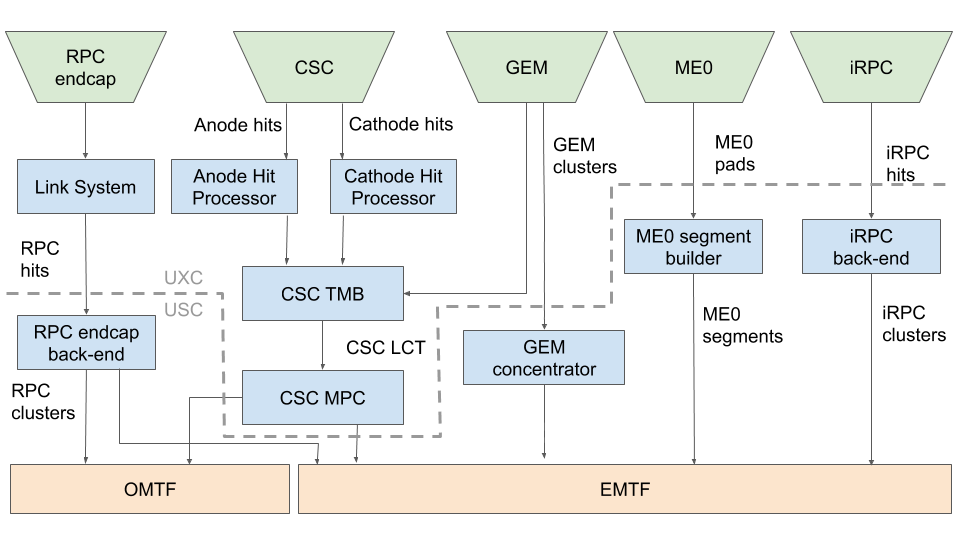 RPC
endcap
CSC
GEM
ME0
iRPC
Anode hits
Cathode hits
GEM
clusters
ME0
pads
iRPC
hits
Link System
Anode Hit
Processor
Cathode Hit
Processor
ME0 segment
builder
iRPC
back-end
RPC
hits
UXC
USC
CSC TMB
RPC endcap
back-end
CSC LCT
GEM
concentrator
ME0
segments
iRPC
clusters
RPC
clusters
CSC MPC
OMTF
EMTF